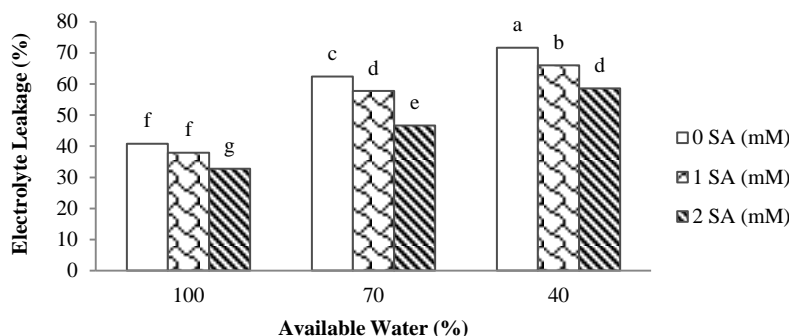 Electrolyte Leakage (%)
80
70
60
50
40
30
20
10
0
f
f
g
c
d
e
a
b
d
100
70
40
Available Water (%)
0 SA (mM)
1 SA (mM)
2 SA (mM)